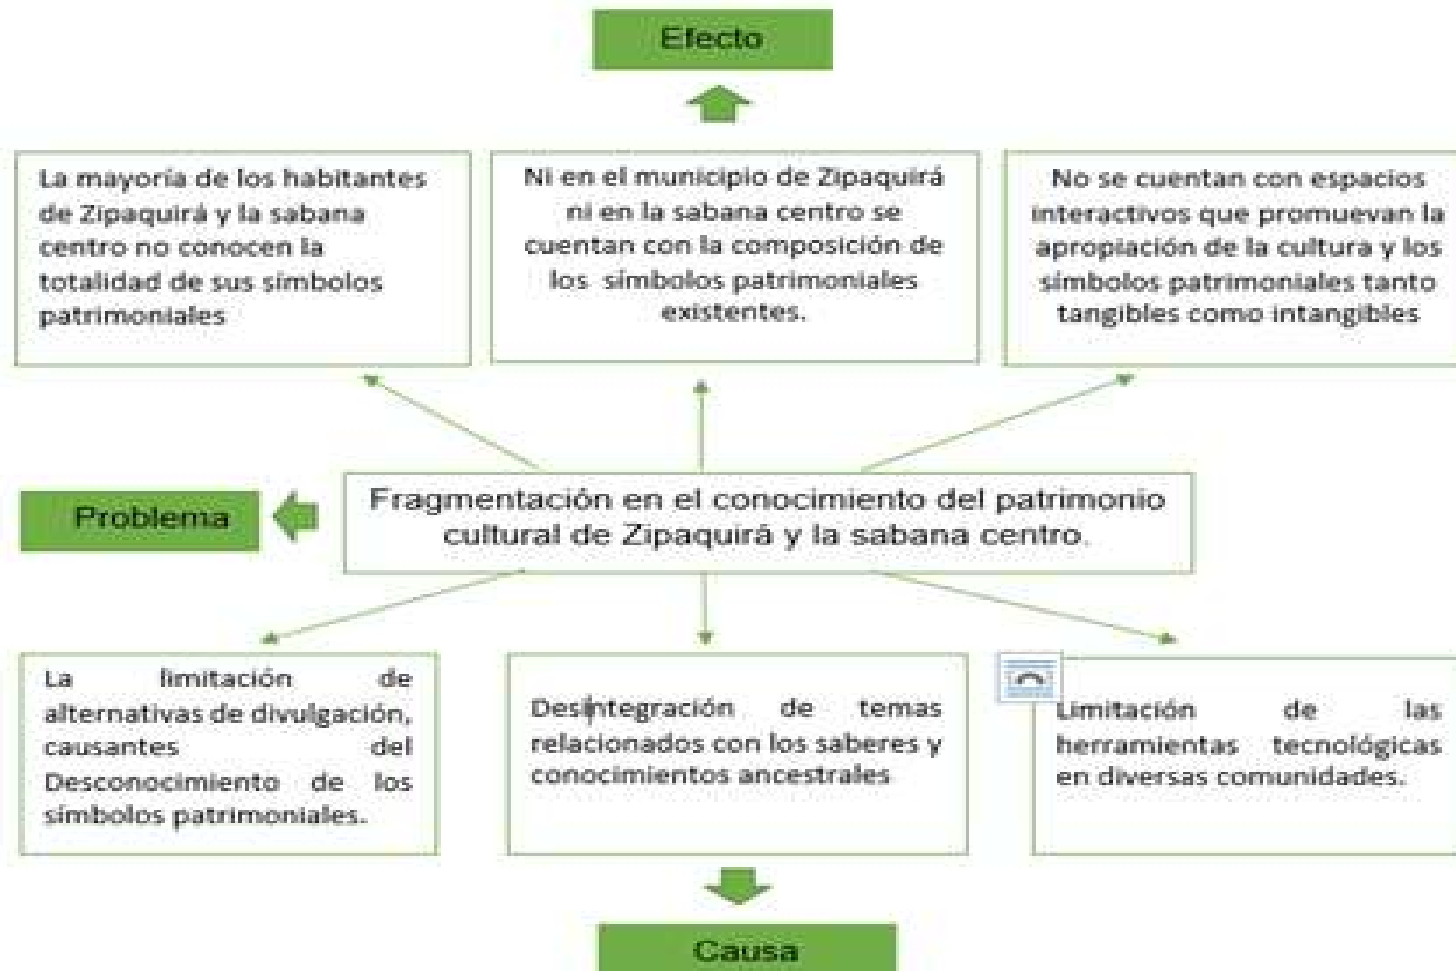 Efecto
La mayoría de los habitantes
de Zipaquirá y la sabana
centro no conocen la
totalidad de sus símbolos
patrimoniales
Ni en el municipio de Zipaquirá
ni en la sabana centro se
cuentan con la composición de
los símbolos patrimoniales
existentes.
No se cuentan con espacios
interactivos que promuevan la
apropiación de la cultura y los
símbolos patrimoniales tanto
tangibles como intangibles
Problema
Fragmentación en el conocimiento del patrimonio
cultural de Zipaquirá y la sabana centro.
La limitación de
alternativas de divulgación,
causantes del
Desconocimiento de los
símbolos patrimoniales.
Desintegración de temas
relacionados con los saberes y
conocimientos ancestrales
Limitación de las
herramientas tecnológicas
en diversas comunidades.
Causa